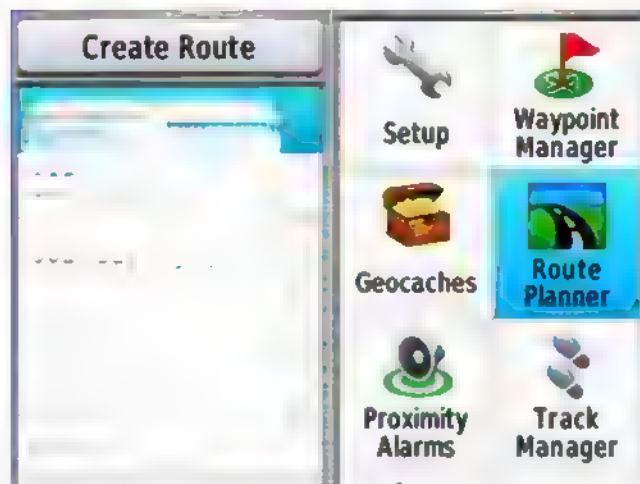 Create Route
Setup
Waypoint
Manager
Geocaches
Route
Planner
Proximity
Alarms
Track
Manager